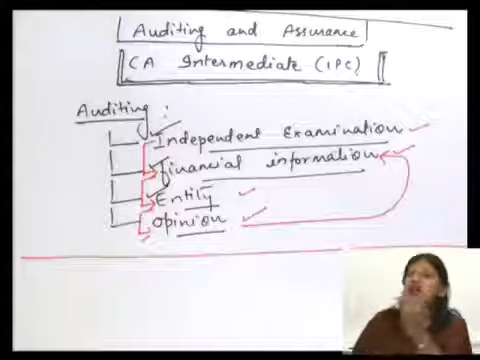 Auditing and Assurance
CA Intermediate (IPC)
Auditing :
Independent Examination
Financial information
Entity
Opinion